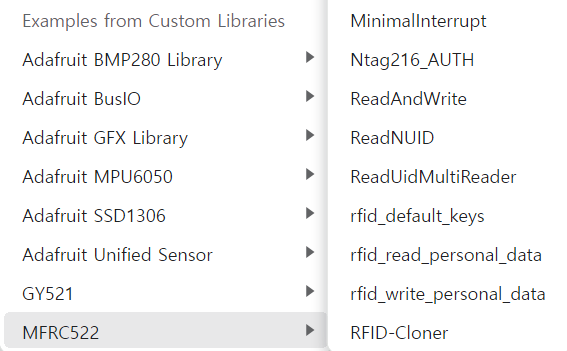 Examples from Custom Libraries
Adafruit BMP280 Library
Adafruit BusIO
Adafruit GFX Library
Adafruit MPU6050
Adafruit SSD1306
Adafruit Unified Sensor
GY521
MFRC522
MinimalInterrupt
Ntag216_AUTH
ReadAndWrite
ReadNUID
ReadUidMultiReader
rfid_default_keys
rfid_read_personal_data
rfid_write_personal_data
RFID-Cloner